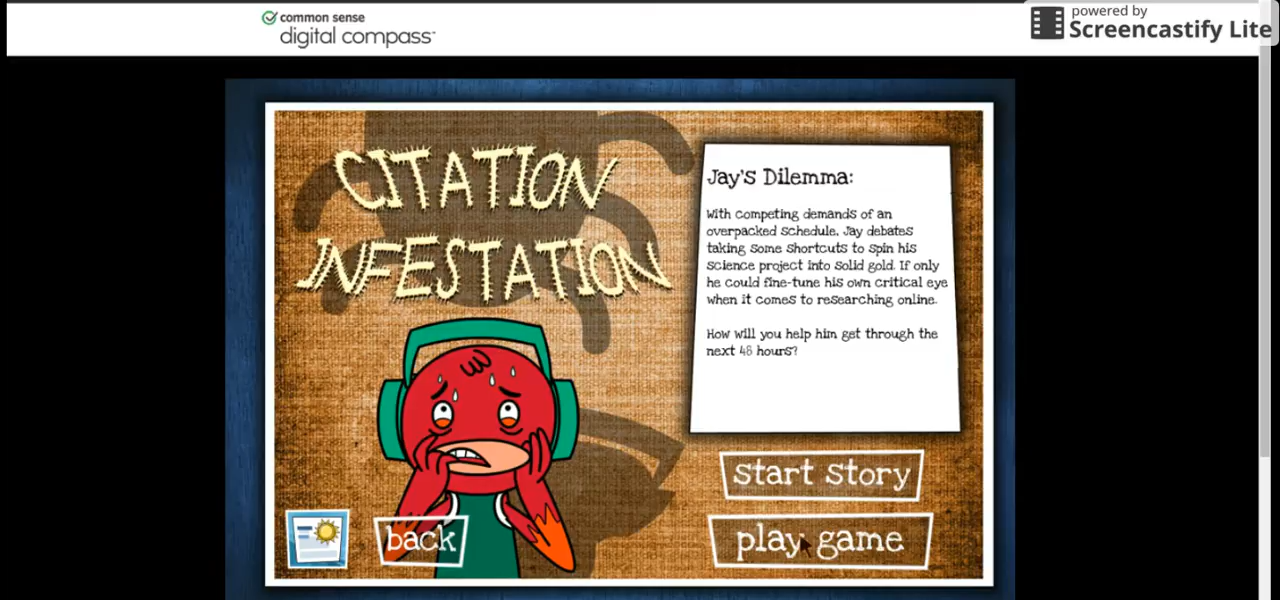 common sense
digital compass
powered by
Screencastify Lite
CITATION
INFESTATION
Jay's Dilemma:
With competing demands of an
overpacked schedule, Jay debates
taking some shortcuts to spin his
science project into solid gold. If only
he could fine-tune his own critical eye
when it comes to researching online.
How will you help him get through the
next 48 hours?
start story
back
play game